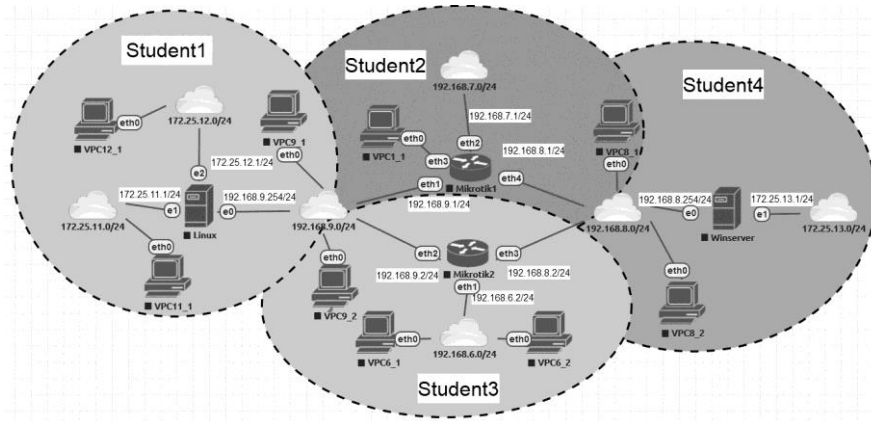 Student1
172.25.12.0/24
eth0
VPC12_1
VPC9_1
eth0
e2
172.25.12.1/24
172.25.11.1/24
192.168.9.254/24
172.25.11.0/24
e1
e0
Linux
eth0
VPC11_1
192.168.9.0/24
Student2
192.168.7.0/24
192.168.7.1/24
eth0
VPC1_1
eth2
eth3
192.168.8.1/24
eth1
Mikrotik1
eth4
192.168.9.1/24
eth2
eth3
Mikrotik2
192.168.9.2/24
192.168.8.2/24
eth1
192.168.6.2/24
eth0
VPC9_2
eth0
VPC6_1
192.168.6.0/24
eth0
VPC6_2
Student3
Student4
VPC8_1
eth0
192.168.8.254/24
172.25.13.1/24
192.168.8.0/24
e0
e1
Winserver
172.25.13.0/24
eth0
VPC8_2